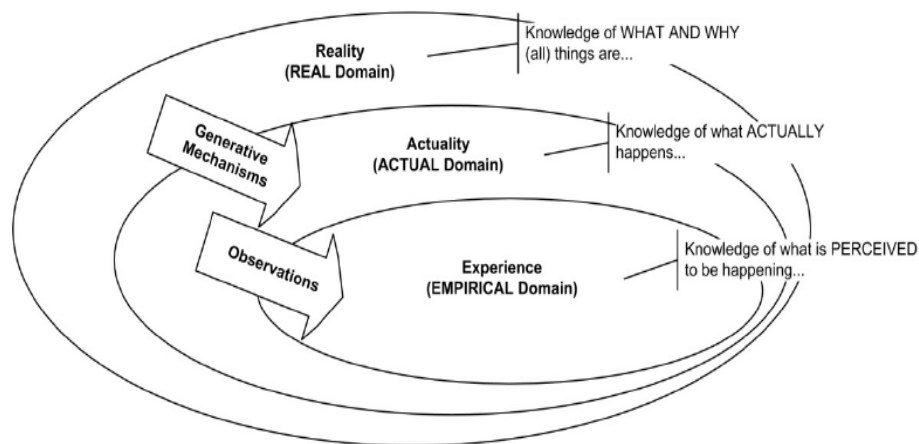 Reality
(REAL Domain)
Knowledge of WHAT AND WHY
(all) things are...
Generative
Mechanisms
Actuality
(ACTUAL Domain)
Knowledge of what ACTUALLY
happens...
Observations
Experience
(EMPIRICAL Domain)
Knowledge of what is PERCEIVED
to be happening...